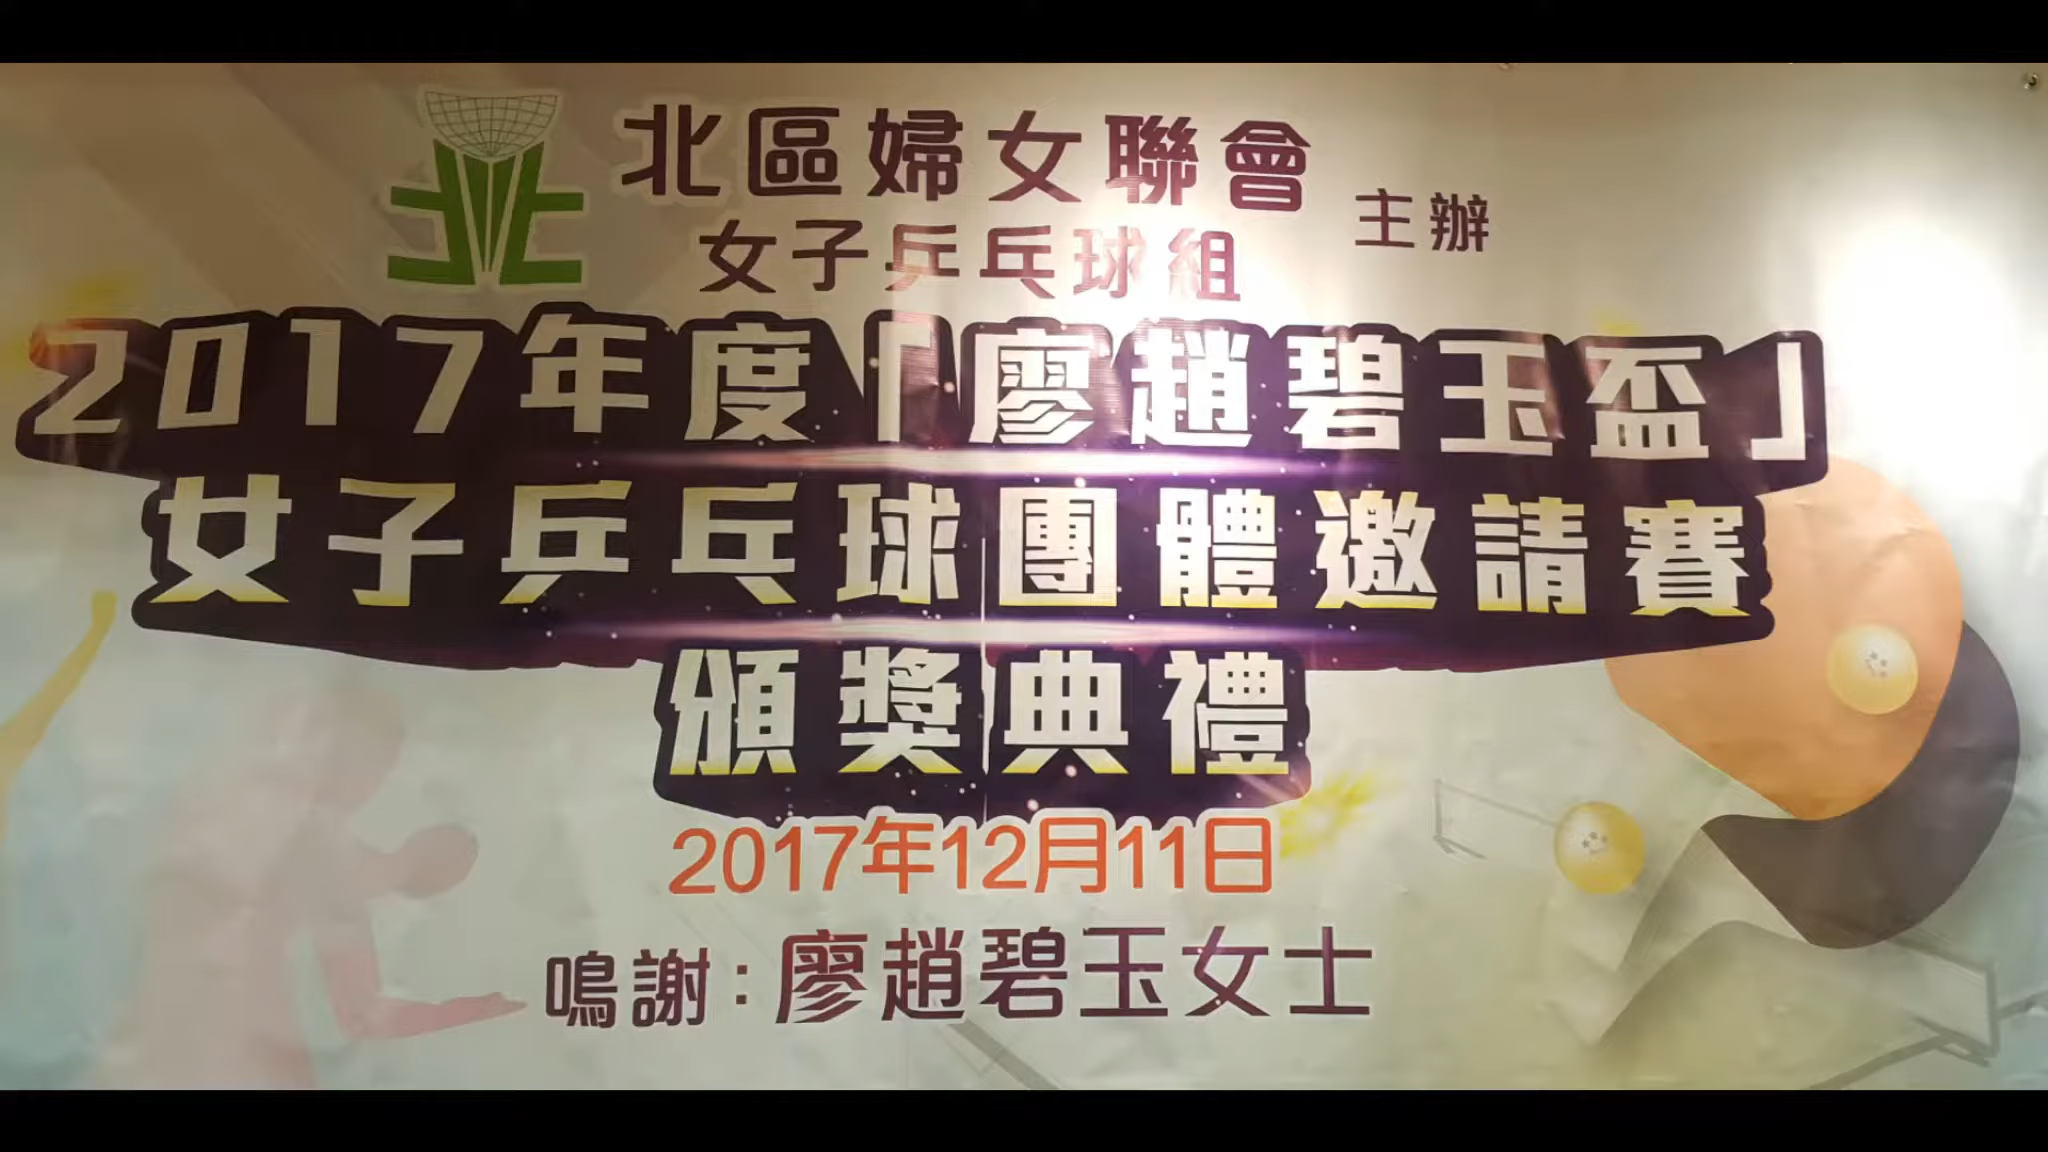 北區婦女聯會
女子乒乓球組
主辦
2017年度「廖趙碧玉盃」
女子乒乓球團體邀請賽
頒獎典禮
2017年12月11日
鳴謝:廖趙碧玉女士